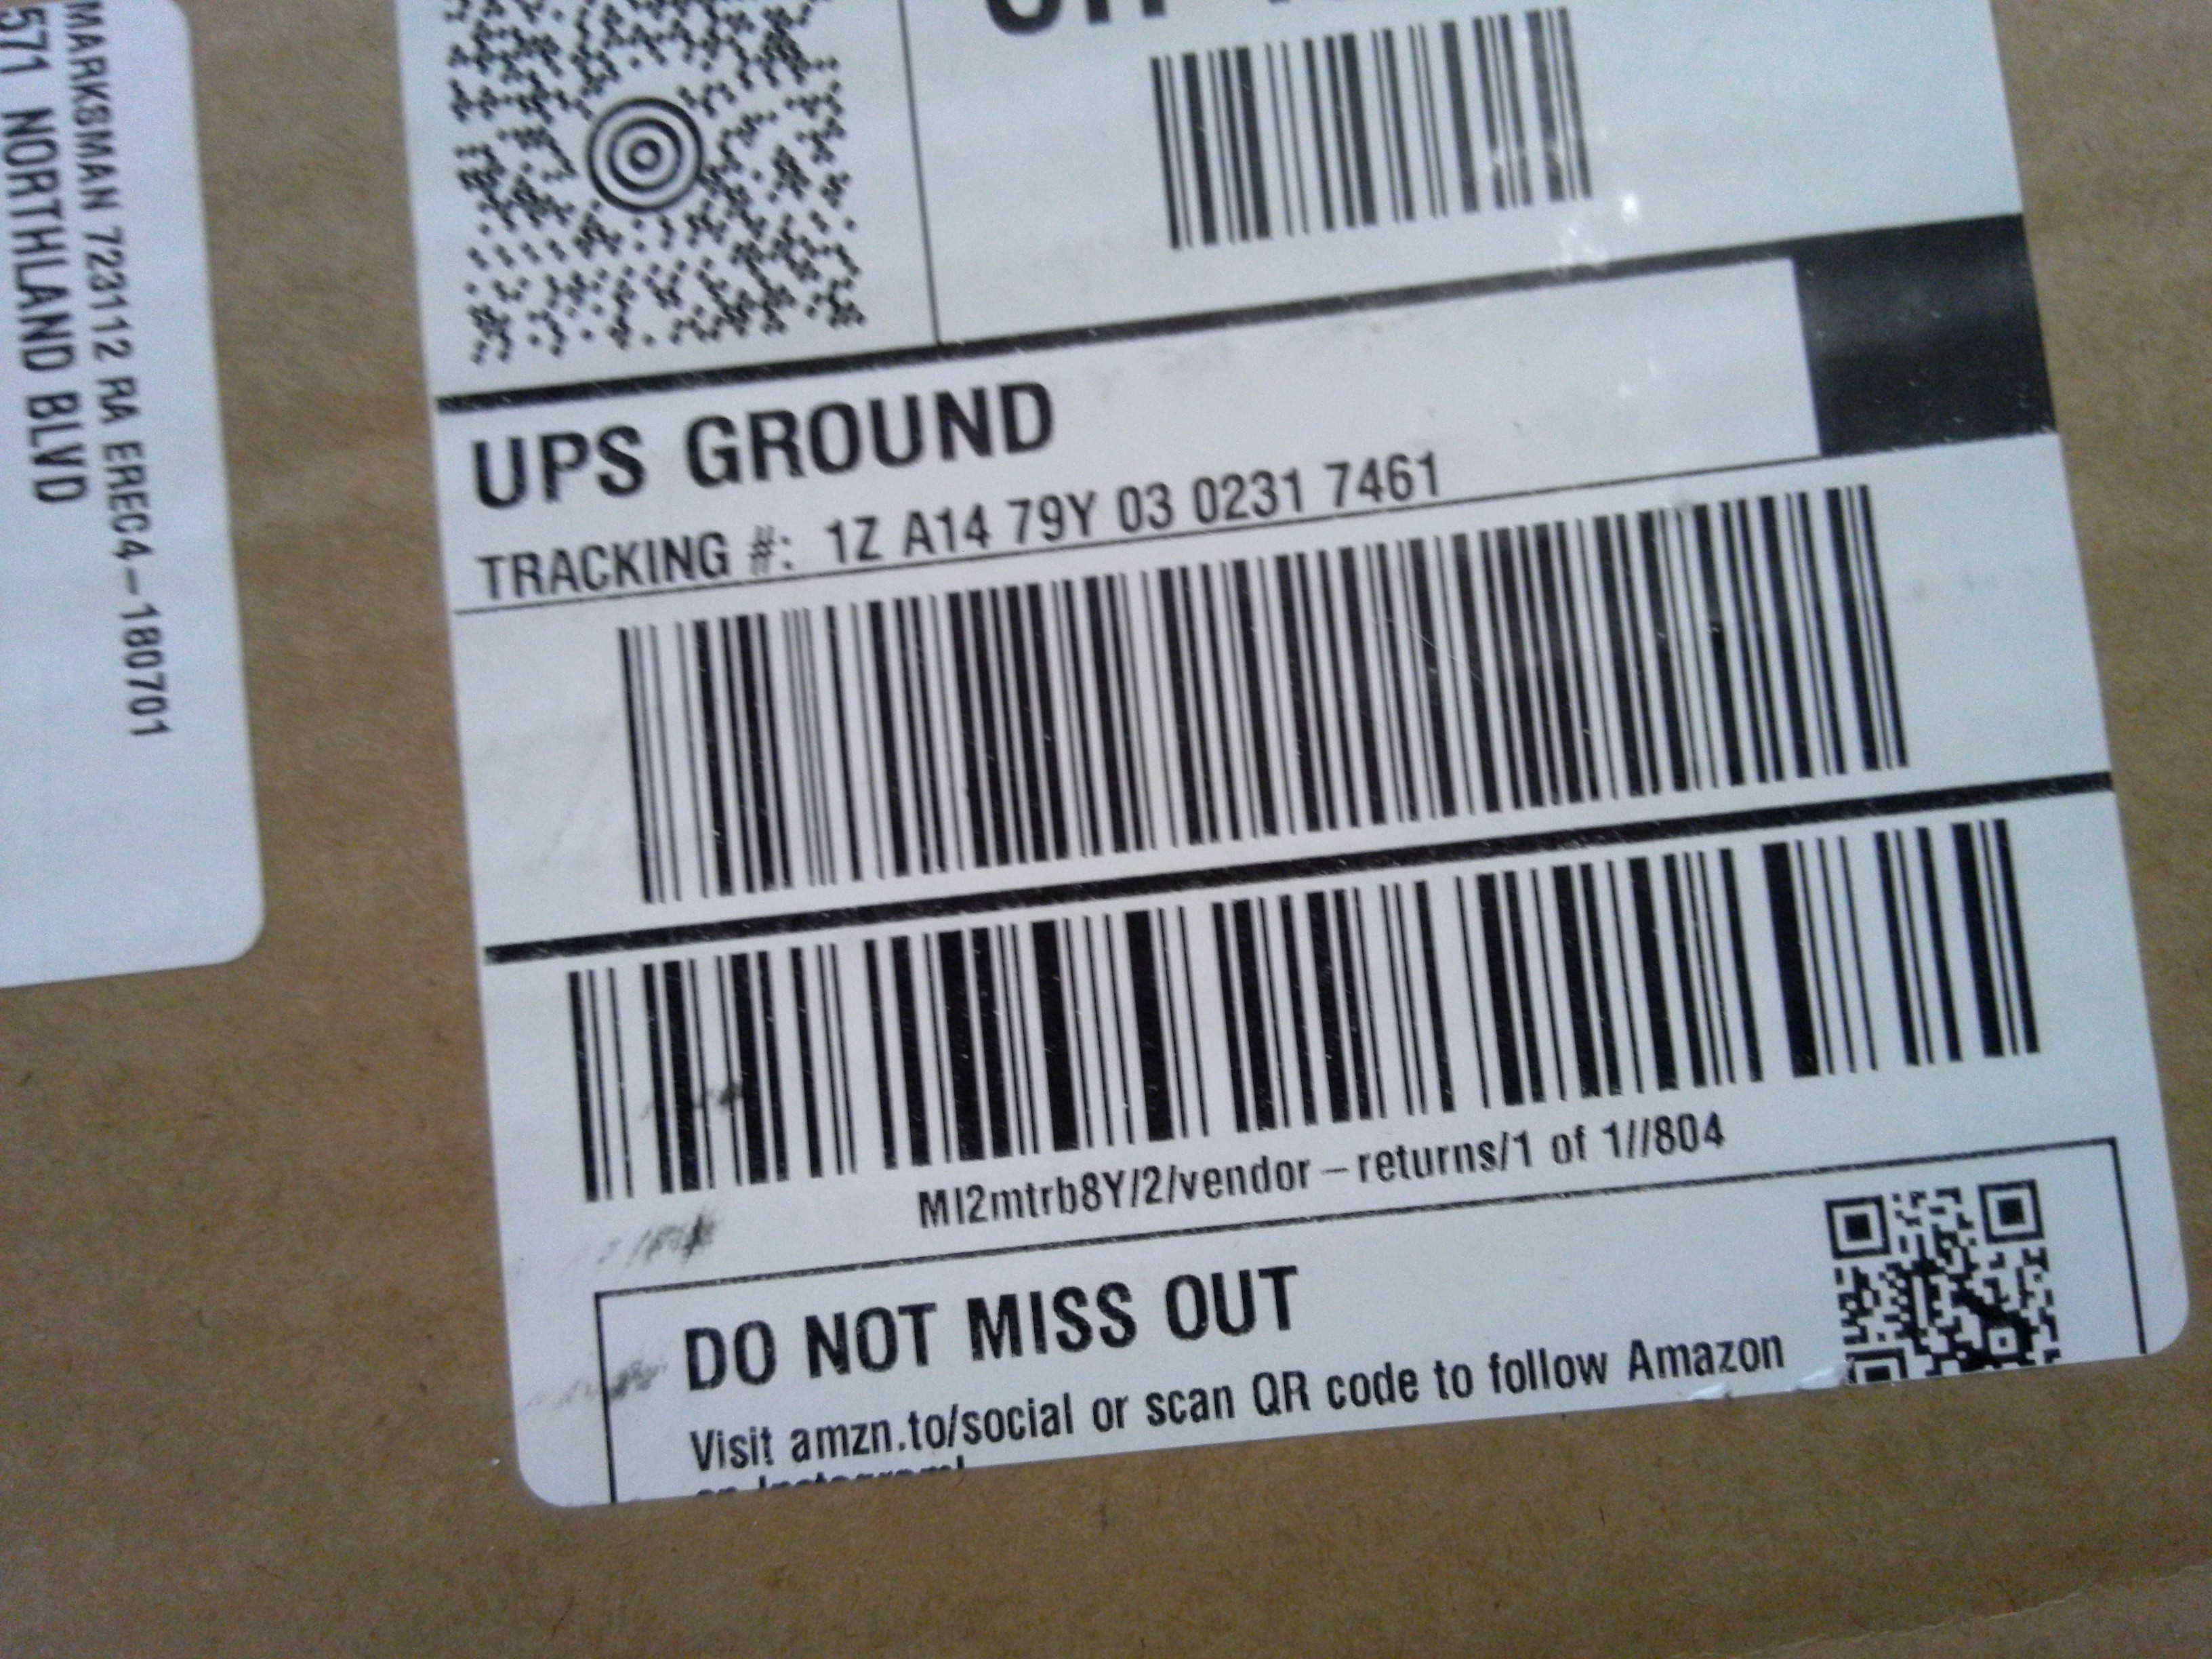 MARKSMAN 723112 RA EREC4-180701
571 NORTHLAND BLVD
UPS GROUND
TRACKING #: 1Z A14 79Y 03 0231 7461
MI2mtrb8Y/2/vendor-returns/1 of 1//804
DO NOT MISS OUT
Visit amzn.to/social or scan QR code to follow Amazon